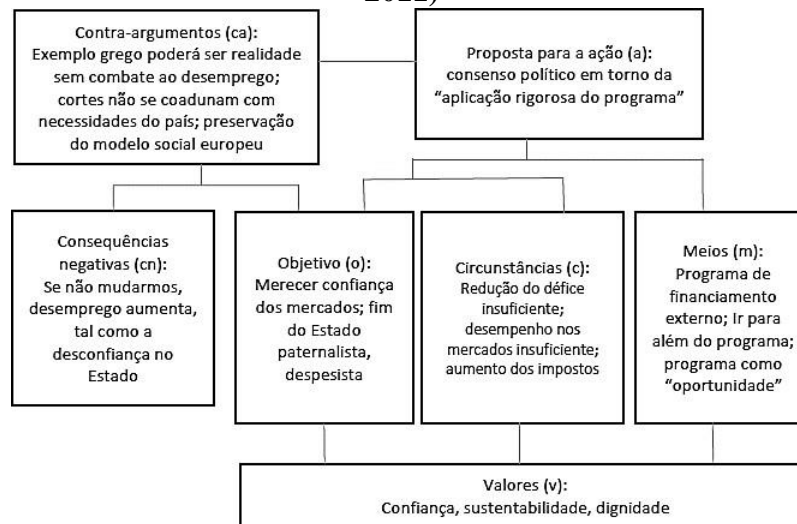 2011)
Contra-argumentos (ca):
Exemplo grego poderá ser realidade
sem combate ao desemprego;
cortes não se coadunam com
necessidades do país; preservação
do modelo social europeu
Proposta para a ação (a):
consenso político em torno da
“aplicação rigorosa do programa”
Consequências
negativas (cn):
Se não mudarmos,
desemprego aumenta,
tal como a
desconfiança no
Estado
Objetivo (o):
Merecer confiança
dos mercados; fim
do Estado
paternalista,
despesista
Circunstâncias (c):
Redução do défice
insuficiente;
desempenho nos
mercados insuficiente;
aumento dos impostos
Meios (m):
Programa de
financiamento
externo; Ir para
além do programa;
programa como
“oportunidade”
Valores (v):
Confiança, sustentabilidade, dignidade